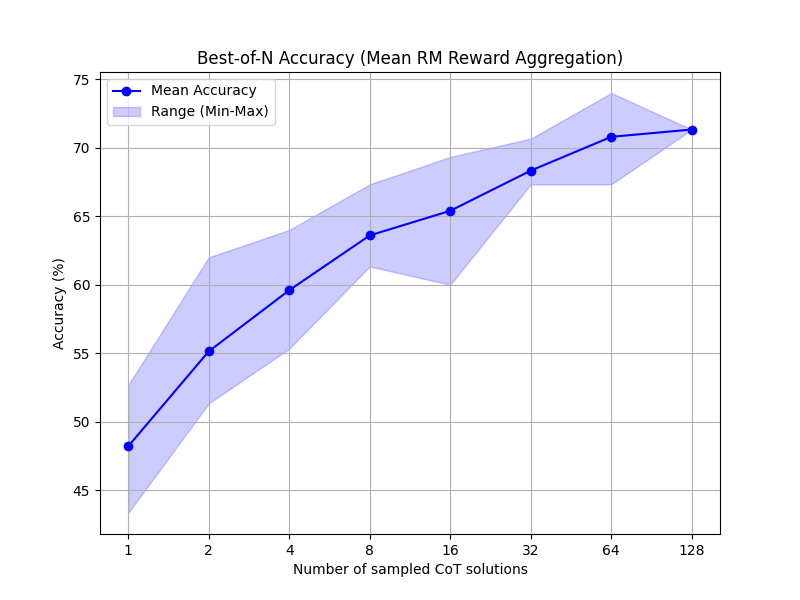 Best-of-N Accuracy (Mean RM Reward Aggregation)
75
70
65
60
55
50
45
Accuracy (%)
Mean Accuracy
Range (Min-Max)
1 2 4 8 16 32 64 128
Number of sampled CoT solutions